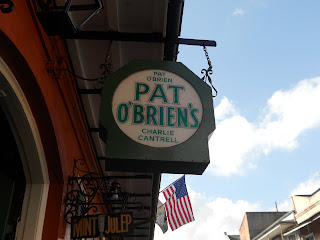 PAT
O'BRIEN
PAT
O'BRIEN'S
CHARLIE
CANTRELL
MINT JULEP